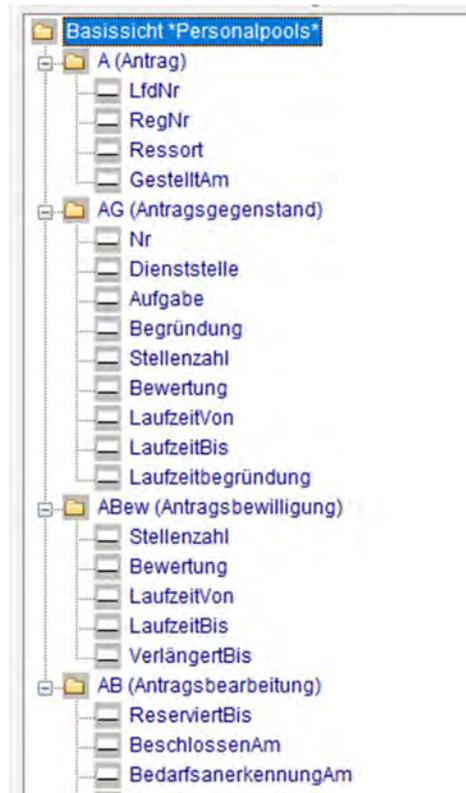 Basissicht *Personalpools*
A (Antrag)
LfdNr
RegNr
Ressort
GestelltAm
AG (Antragsgegenstand)
Nr
Dienststelle
Aufgabe
Begründung
Stellenzahl
Bewertung
LaufzeitVon
LaufzeitBis
Laufzeitbegründung
ABew (Antragsbewilligung)
Stellenzahl
Bewertung
LaufzeitVon
LaufzeitBis
VerlängertBis
AB (Antragsbearbeitung)
ReserviertBis
BeschlossenAm
BedarfsanerkennungAm